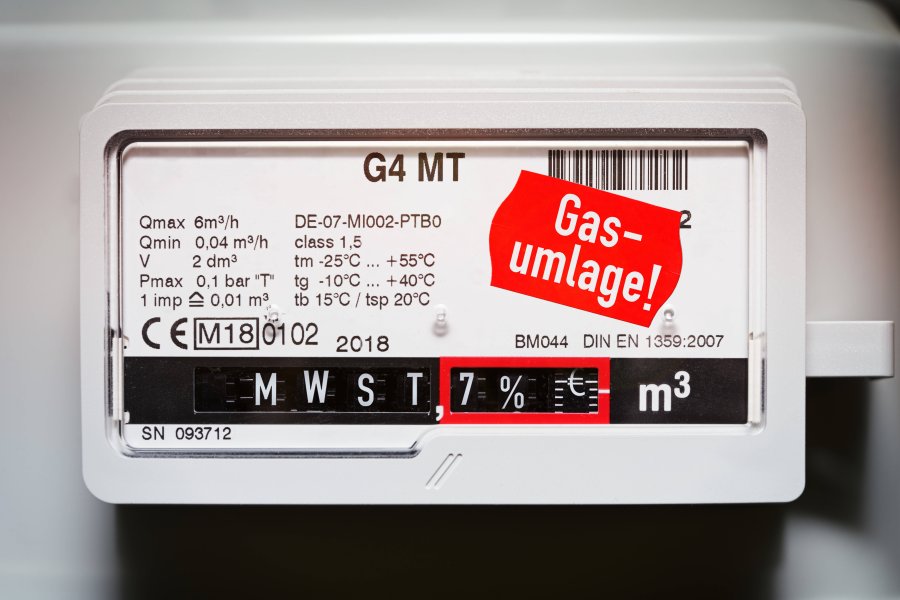 G4 MT
Gas-
umlage!
2
Qmax 6m³/h
Qmin 0,04 m³/h
V 2 dm³
Pmax 0,1 bar "T"
1 imp ≙ 0,01 m³
DE-07-MI002-PTB0
class 1,5
tm -25°C ... +55°C
tg -10°C ... +40°C
tb 15°C / tsp 20°C
CE M18 0102 2018
BM044 DIN EN 1359:2007
MWST,7%€ m³
SN 093712